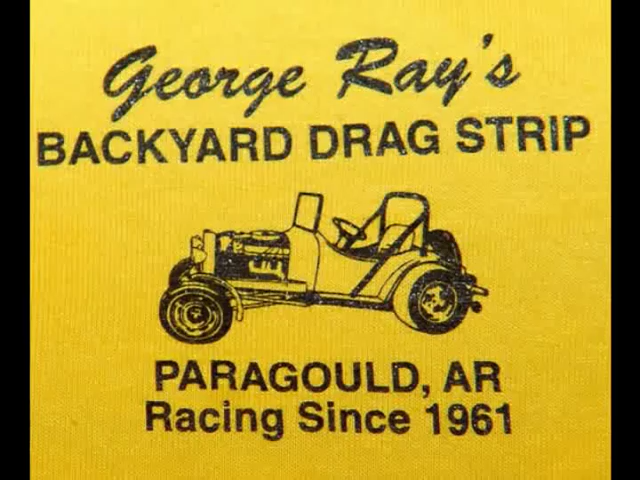 George Ray's
BACKYARD DRAG STRIP
PARAGOULD, AR
Racing Since 1961